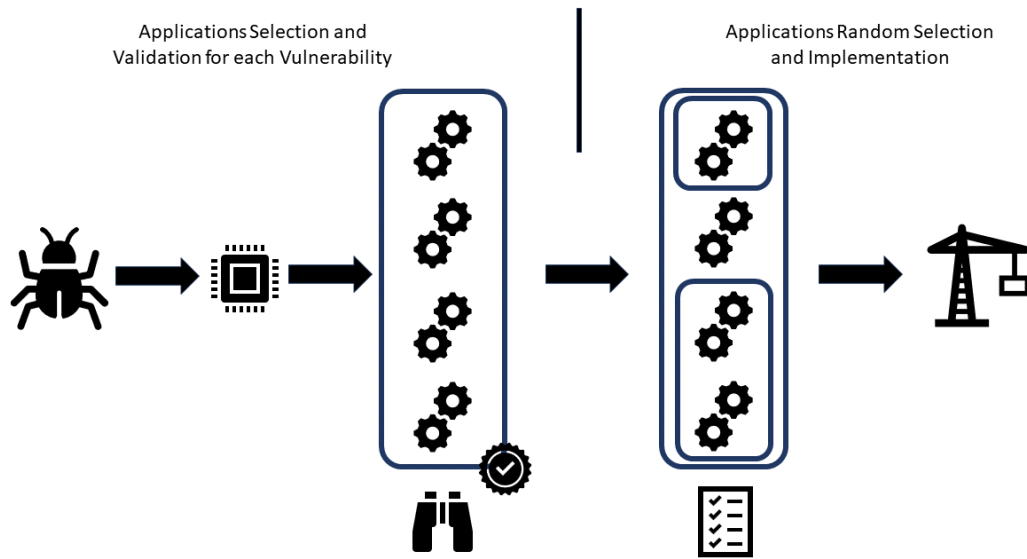 Applications Selection and
Validation for each Vulnerability
Applications Random Selection
and Implementation